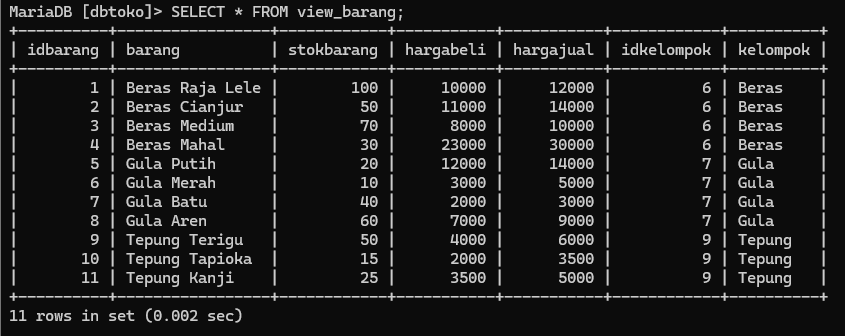 MariaDB [dbtoko]> SELECT * FROM view_barang;
+----------+-----------------+------------+-----------+-----------+------------+----------+
| idbarang | barang          | stokbarang | hargabeli | hargajual | idkelompok | kelompok |
+----------+-----------------+------------+-----------+-----------+------------+----------+
|        1 | Beras Raja Lele |        100 |     10000 |     12000 |          6 | Beras    |
|        2 | Beras Cianjur   |         50 |     11000 |     14000 |          6 | Beras    |
|        3 | Beras Medium    |         70 |      8000 |     10000 |          6 | Beras    |
|        4 | Beras Mahal     |         30 |     23000 |     30000 |          6 | Beras    |
|        5 | Gula Putih      |         20 |     12000 |     14000 |          7 | Gula     |
|        6 | Gula Merah      |         10 |      3000 |      5000 |          7 | Gula     |
|        7 | Gula Batu       |         40 |      2000 |      3000 |          7 | Gula     |
|        8 | Gula Aren       |         60 |      7000 |      9000 |          7 | Gula     |
|        9 | Tepung Terigu   |         50 |      4000 |      6000 |          9 | Tepung   |
|       10 | Tepung Tapioka  |         15 |      2000 |      3500 |          9 | Tepung   |
|       11 | Tepung Kanji    |         25 |      3500 |      5000 |          9 | Tepung   |
+----------+-----------------+------------+-----------+-----------+------------+----------+
11 rows in set (0.002 sec)